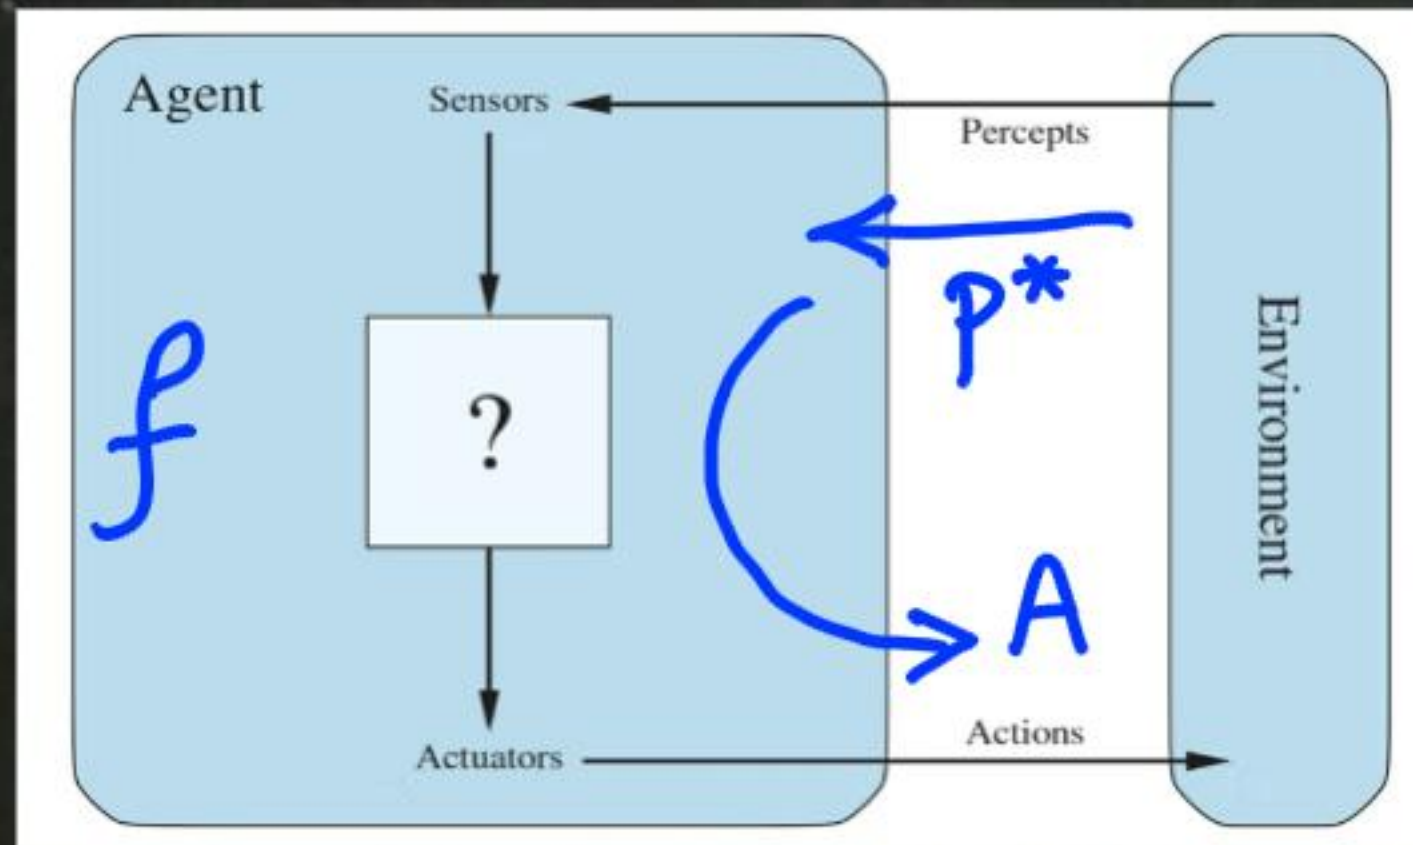 Agent
Sensors
Percepts
P*
f
?
Environment
A
Actions
Actuators